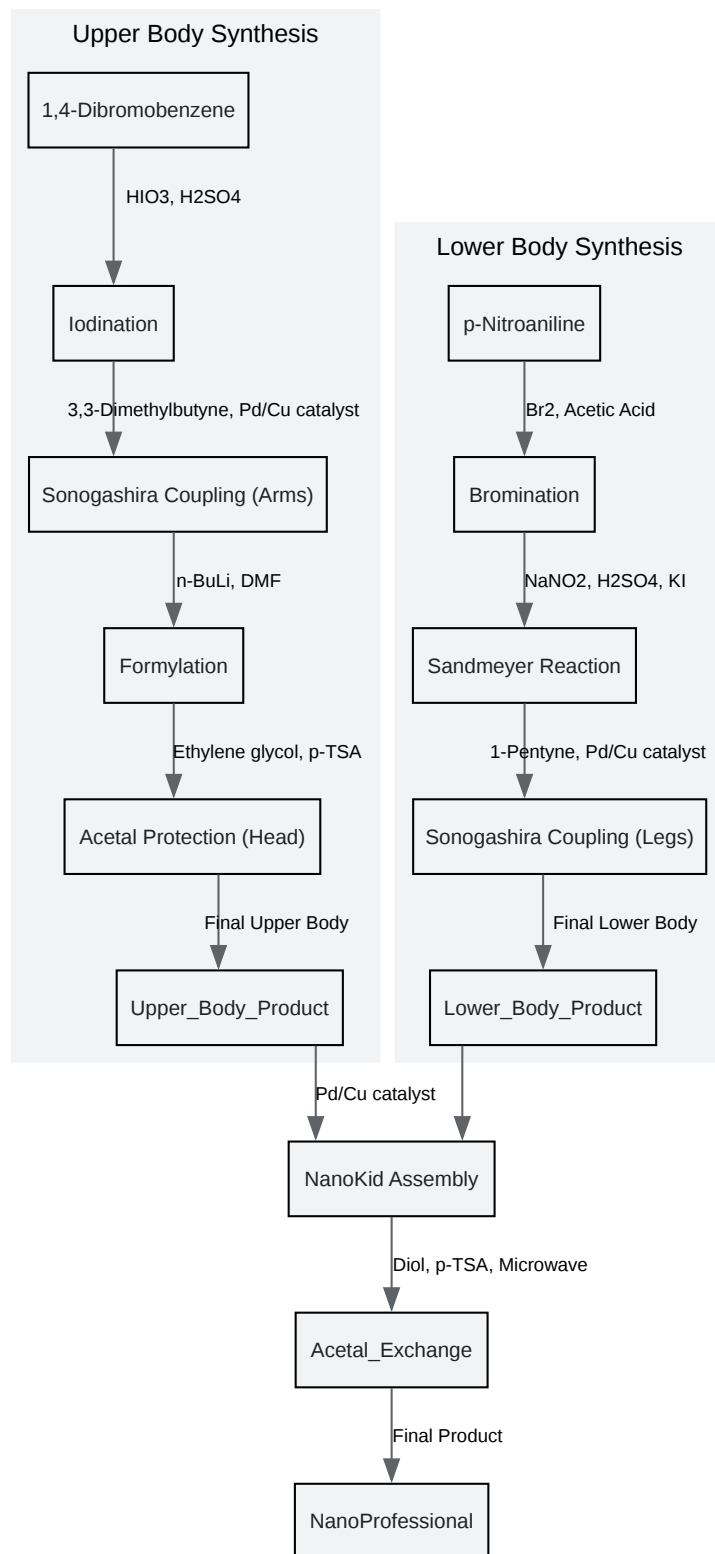 Upper Body Synthesis
1,4-Dibromobenzene
HIO3, H2SO4
Iodination
3,3-Dimethylbutyne, Pd/Cu catalyst
Sonogashira Coupling (Arms)
n-BuLi, DMF
Formylation
Ethylene glycol, p-TSA
Acetal Protection (Head)
Final Upper Body
Upper_Body_Product
Lower Body Synthesis
p-Nitroaniline
Br2, Acetic Acid
Bromination
NaNO2, H2SO4, KI
Sandmeyer Reaction
1-Pentyne, Pd/Cu catalyst
Sonogashira Coupling (Legs)
Final Lower Body
Lower_Body_Product
Pd/Cu catalyst
NanoKid Assembly
Diol, p-TSA, Microwave
Acetal_Exchange
Final Product
NanoProfessional